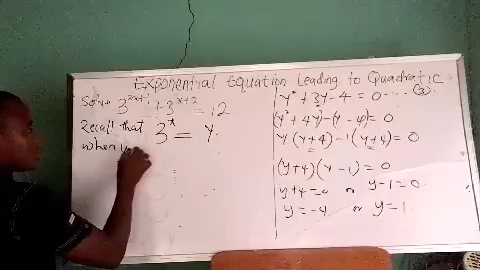 Exponential Equation Leading to Quadratic
Solve 3^{2x+1} + 3^{x+2} = 12
Recall that 3^x = y
When y
y² + 3y - 4 = 0 ---- (3)
(y² + 4y) - (y - 4) = 0
y (y + 4) - 1 (y + 4) = 0
(y + 4) (y - 1) = 0
y + 4 = 0 or y - 1 = 0
y = -4 or y = 1